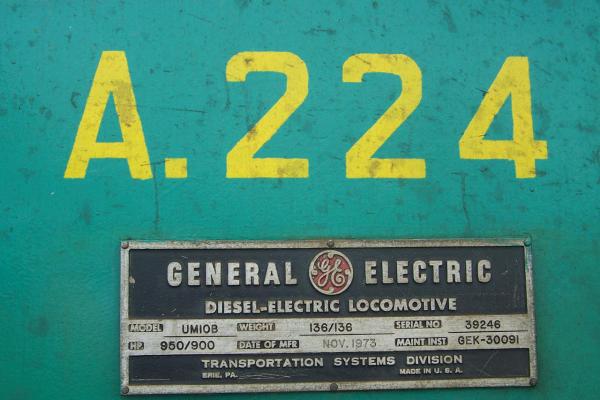 A.224
GENERAL GE ELECTRIC
DIESEL-ELECTRIC LOCOMOTIVE
MODEL UM10B WEIGHT 136/136 SERIAL NO 39246
HP. 950/900 DATE OF MFR NOV. 1973 MAINT INST GEK-30091
TRANSPORTATION SYSTEMS DIVISION
ERIE, PA. MADE IN U. S. A.